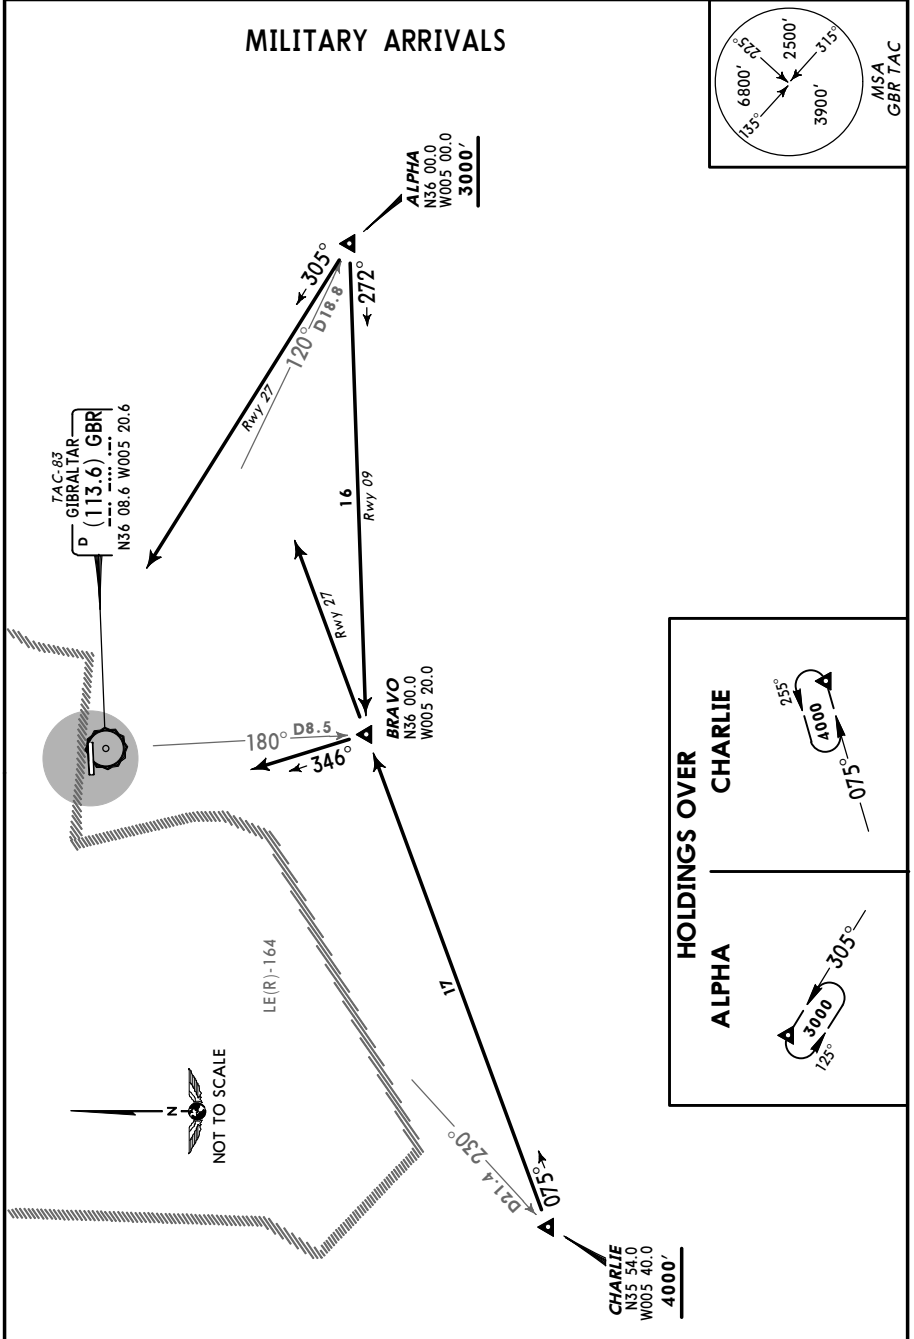 MILITARY ARRIVALS
MSA
GBR TAC
225°
315°
135°
6800'
2500'
3900'
ALPHA
N36 00.0
W005 00.0
3000'
305°
272°
120°
D18.8
Rwy 27
16
Rwy 09
TAC-83
GIBRALTAR
D (113.6) GBR
N36 08.6 W005 20.6
Rwy 27
BRAVO
N36 00.0
W005 20.0
180° D8.5
346°
LE(R)-164
17
N
NOT TO SCALE
D21.4 230°
075°
CHARLIE
N35 54.0
W005 40.0
4000'
HOLDINGS OVER
ALPHA
3000
305°
125°
CHARLIE
4000
255°
075°